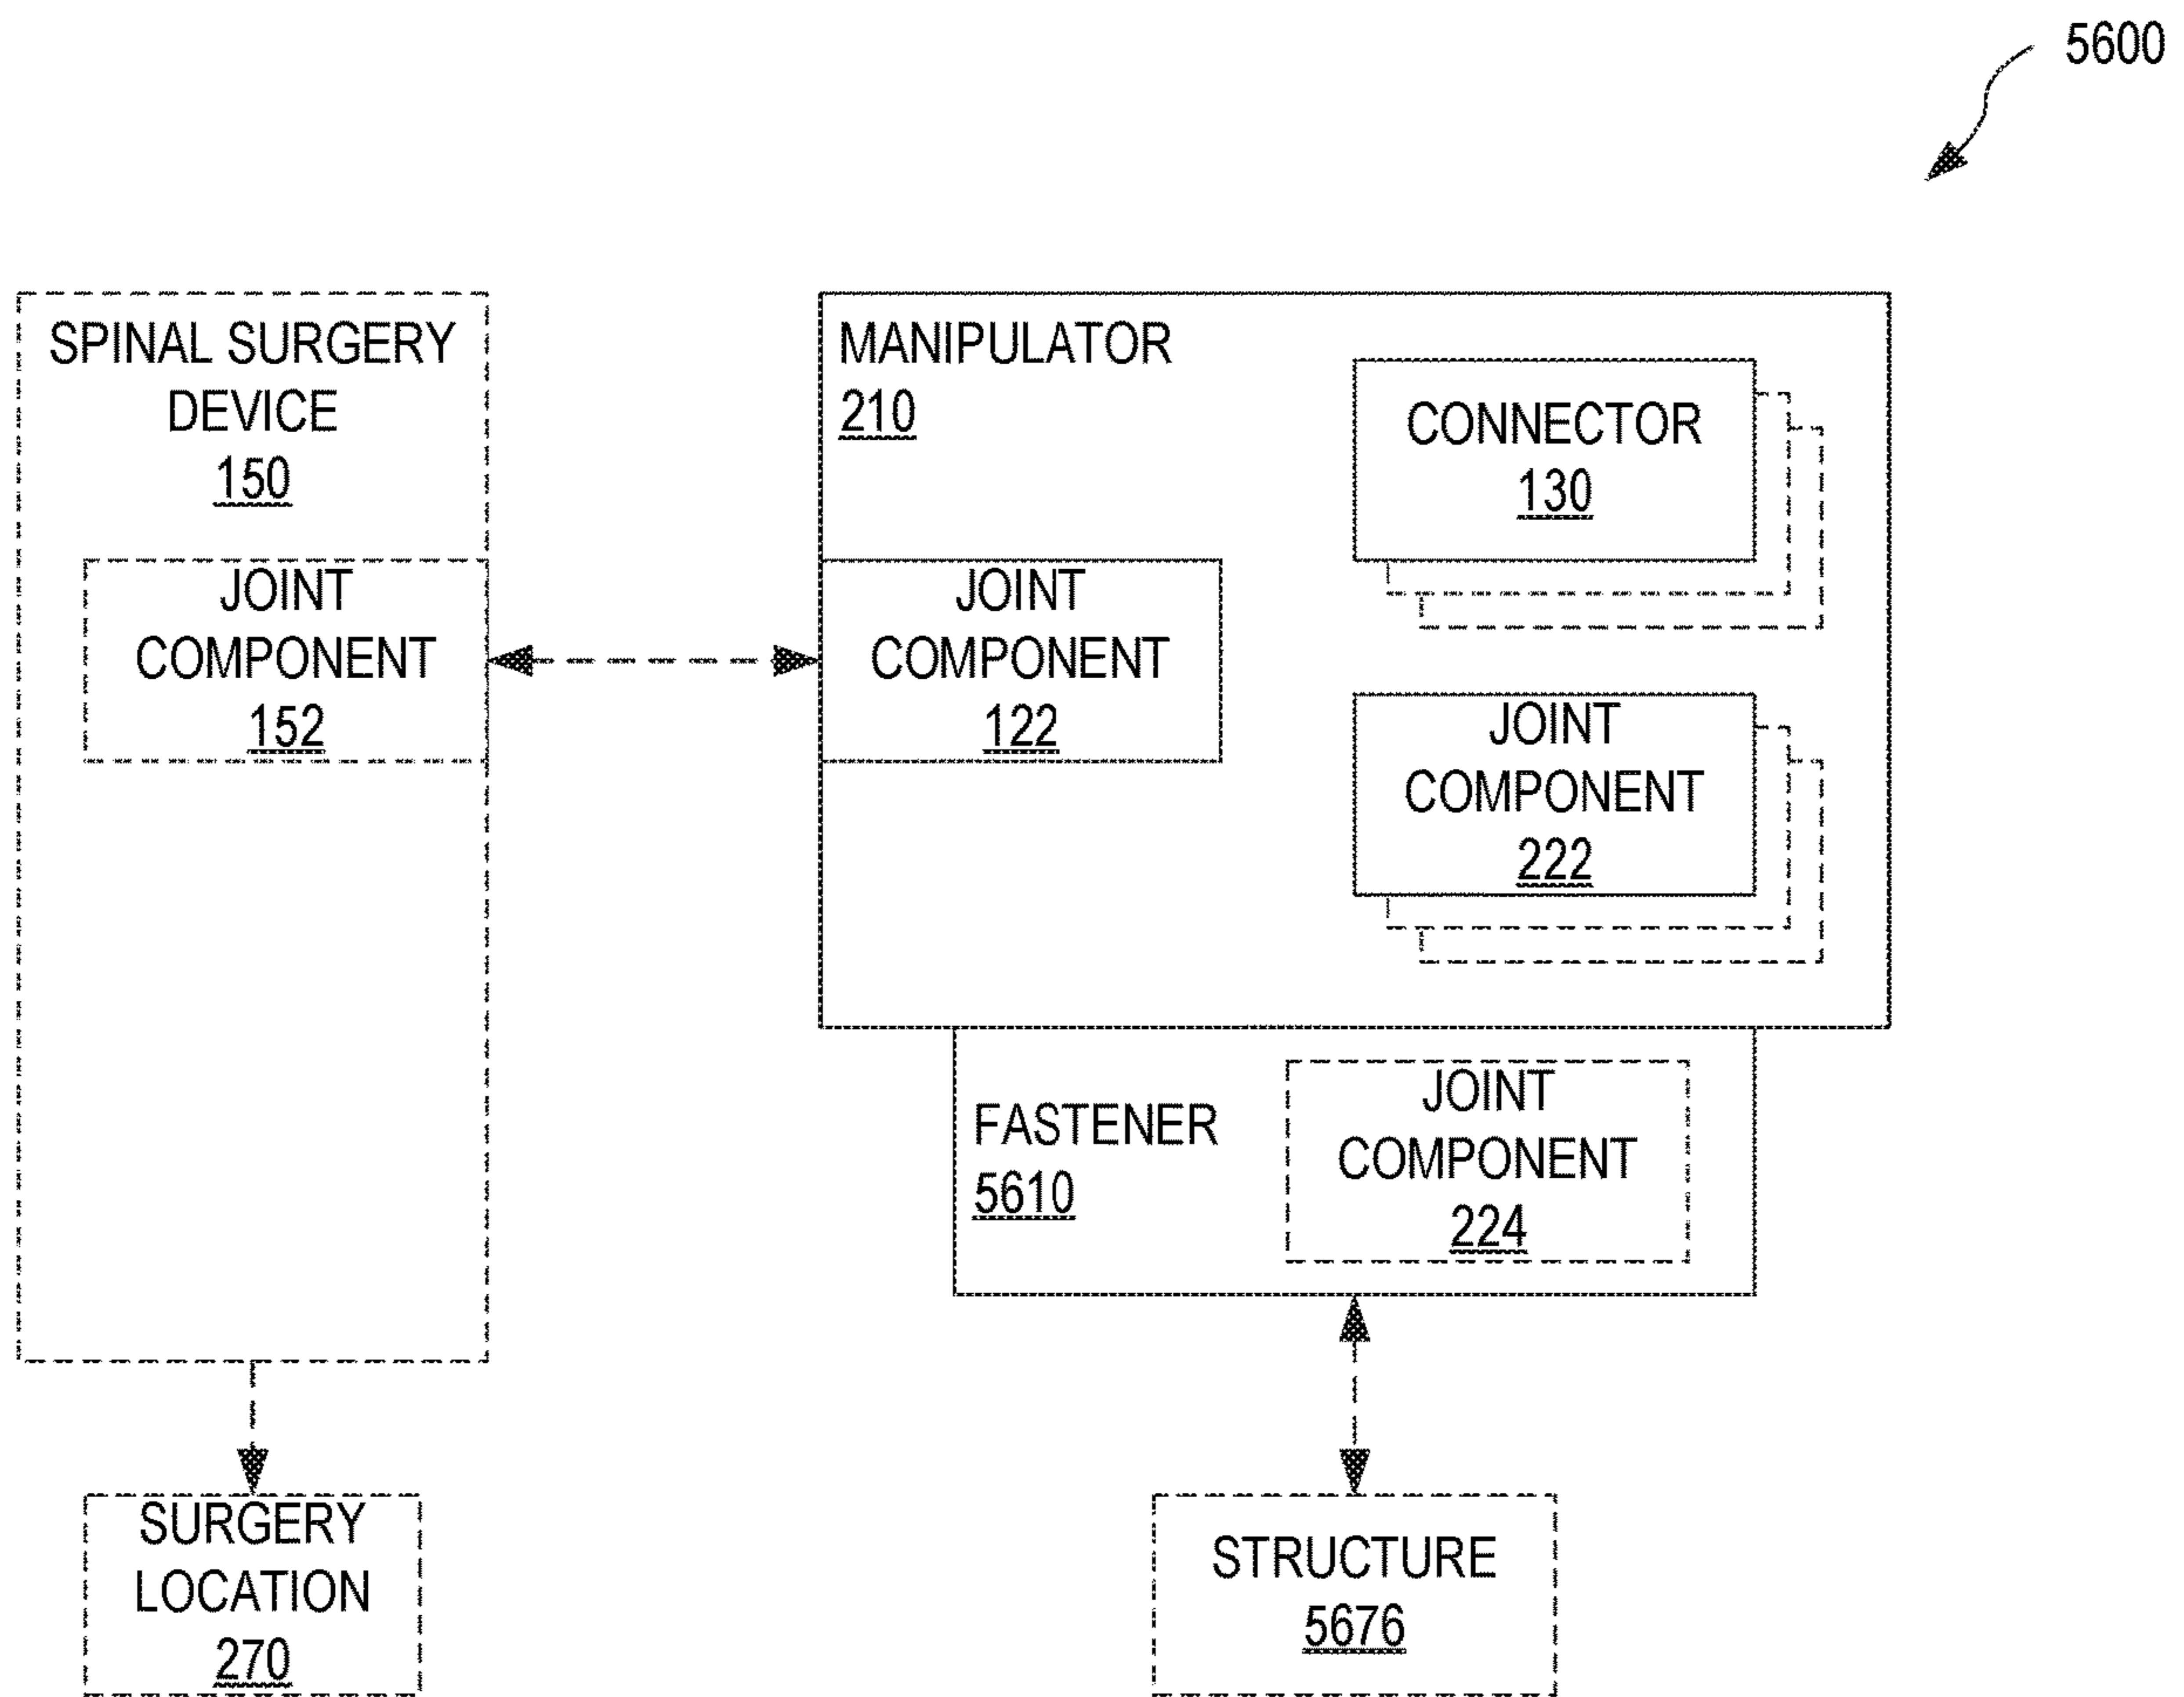 5600
SPINAL SURGERY
DEVICE
150
JOINT
COMPONENT
152
MANIPULATOR
210
CONNECTOR
130
JOINT
COMPONENT
122
JOINT
COMPONENT
222
FASTENER
5610
JOINT
COMPONENT
224
SURGERY
LOCATION
270
STRUCTURE
5676